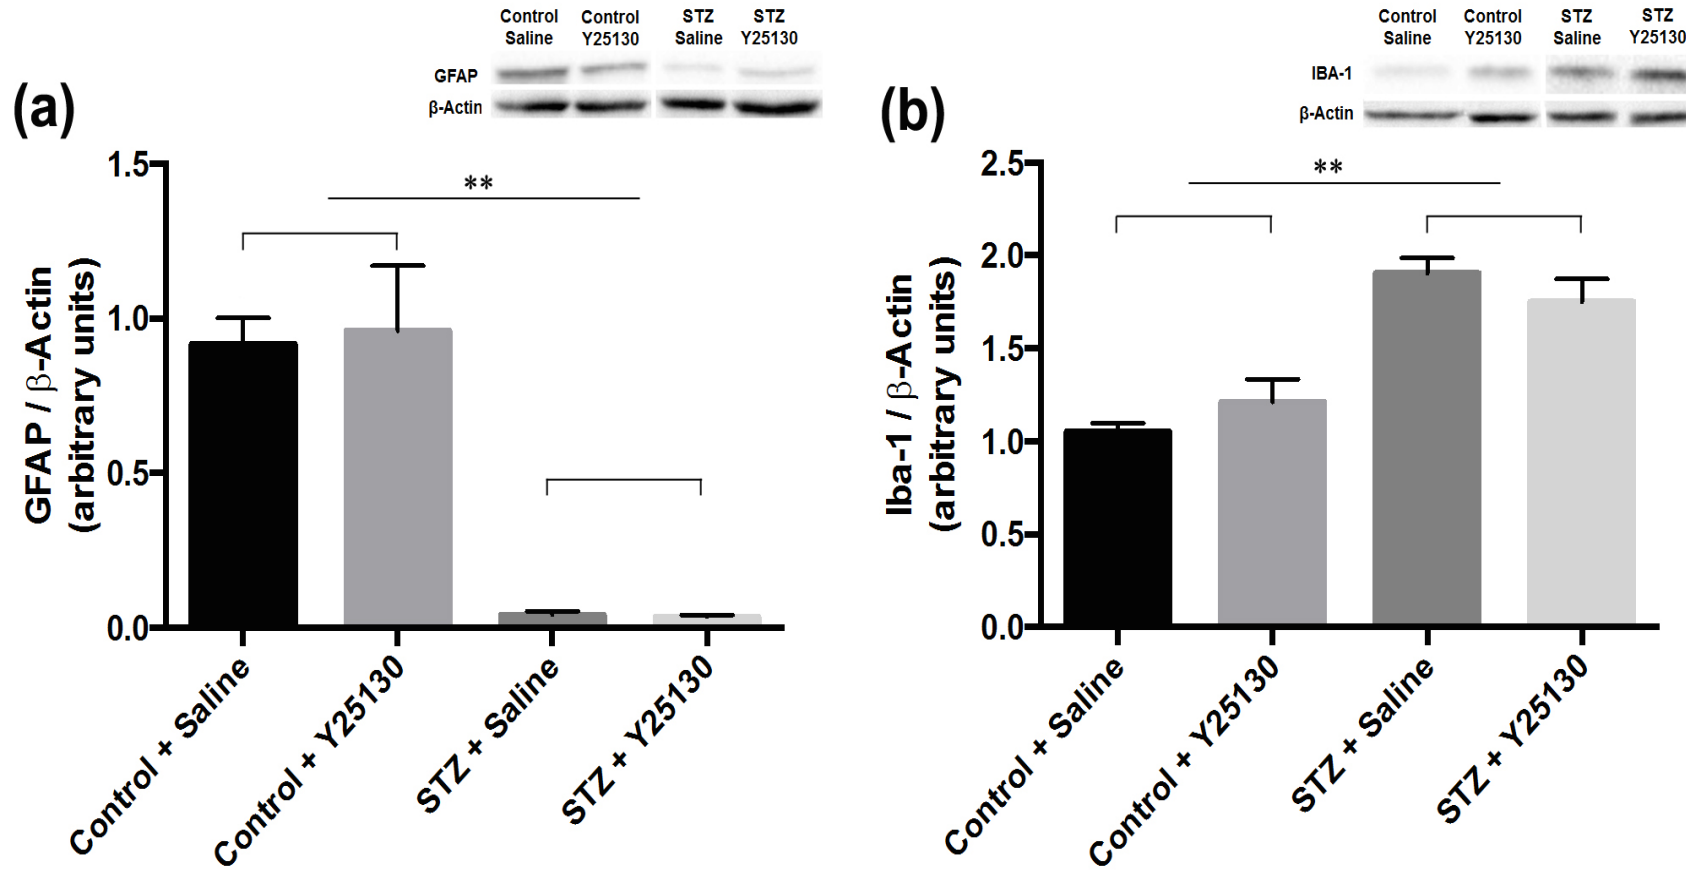 Control Control STZ STZ
Saline Y25130 Saline Y25130
GFAP
β-Actin
(a)
1.5
**
1.0
0.5
0.0
GFAP / β-Actin
(arbitrary units)
Control + Saline
Control + Y25130
STZ + Saline
STZ + Y25130
Control Control STZ STZ
Saline Y25130 Saline Y25130
IBA-1
β-Actin
(b)
2.5
**
2.0
1.5
1.0
0.5
0.0
Iba-1 / β-Actin
(arbitrary units)
Control + Saline
Control + Y25130
STZ + Saline
STZ + Y25130